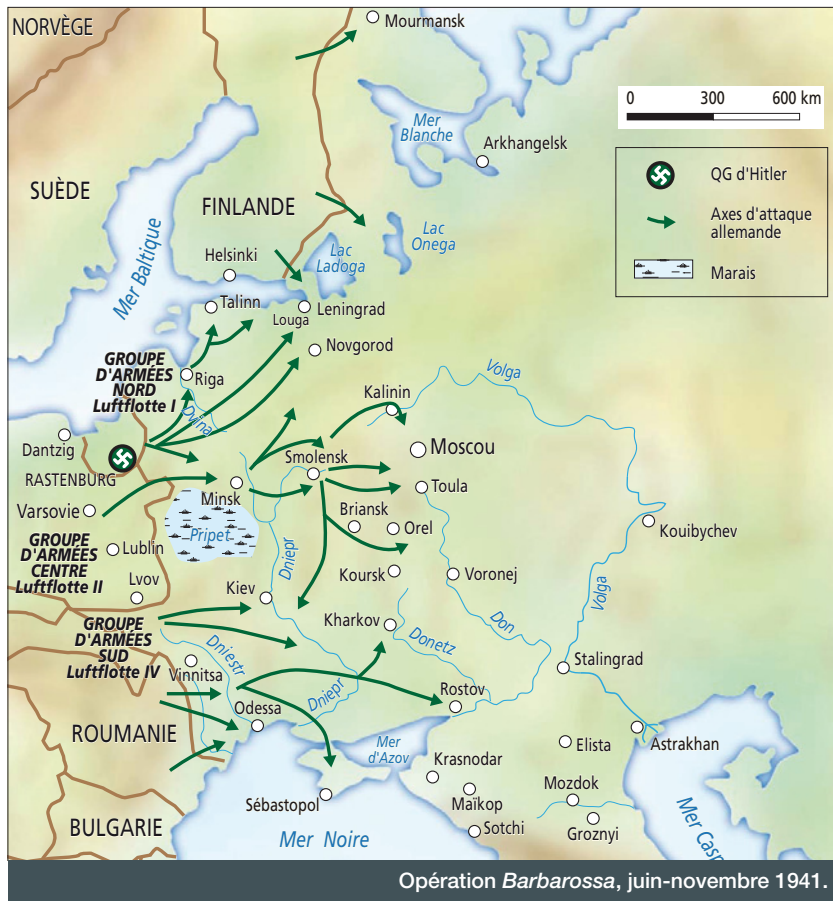 NORVÈGE
Mourmansk
0 300 600 km
Mer
Blanche
Arkhangelsk
QG d'Hitler
Axes d'attaque
allemande
Marais
SUÈDE
FINLANDE
Mer Baltique
Lac
Onega
Lac
Ladoga
Helsinki
Talinn
Leningrad
Louga
Novgorod
GROUPE
D'ARMÉES
NORD
Luftflotte I
Riga
Dvina
Volga
Kalinin
Dantzig
Moscou
RASTENBURG
Smolensk
Minsk
Toula
Varsovie
Pripet
Briansk
Orel
Kouibychev
GROUPE
D'ARMÉES
CENTRE
Luftflotte II
Lublin
Dniepr
Lvov
Kiev
Koursk
Voronej
Volga
GROUPE
D'ARMÉES
SUD
Luftflotte IV
Kharkov
Donetz
Don
Dniestr
Vinnitsa
Dniepr
Stalingrad
Rostov
ROUMANIE
Odessa
Mer
d'Azov
Elista
Astrakhan
Krasnodar
Maïkop
Mozdok
Sébastopol
Sotchi
Groznyi
BULGARIE
Mer Noire
Mer Casp
Opération Barbarossa, juin-novembre 1941.